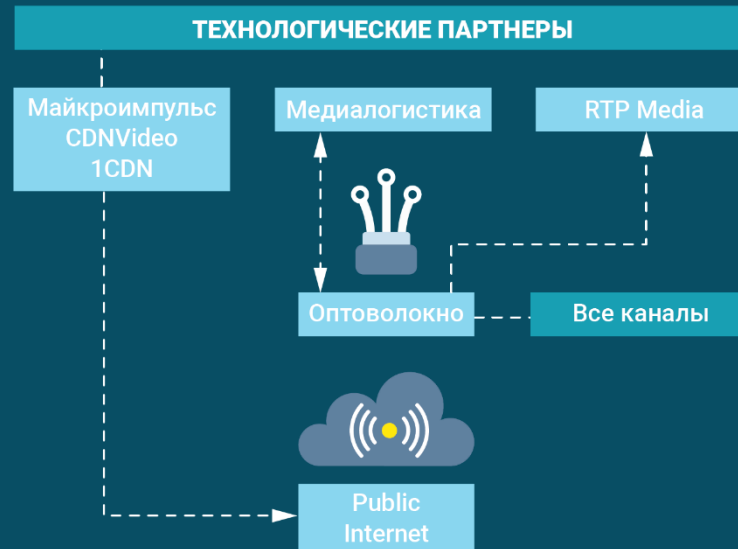 ТЕХНОЛОГИЧЕСКИЕ ПАРТНЕРЫ
Майкроимпульс
CDNVideo
1CDN
Медиалогистика
RTP Media
Оптоволокно
Все каналы
Public
Internet